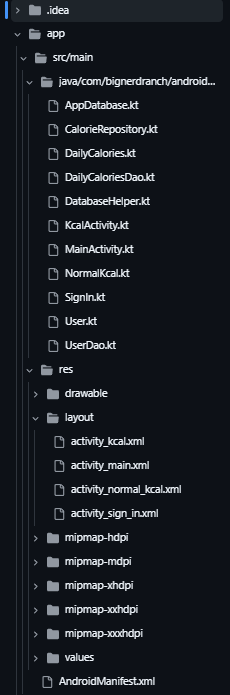 .idea
app
src/main
java/com/bignerdranch/android...
AppDatabase.kt
CalorieRepository.kt
DailyCalories.kt
DailyCaloriesDao.kt
DatabaseHelper.kt
KcalActivity.kt
MainActivity.kt
NormalKcal.kt
SignIn.kt
User.kt
UserDao.kt
res
drawable
layout
activity_kcal.xml
activity_main.xml
activity_normal_kcal.xml
activity_sign_in.xml
mipmap-hdpi
mipmap-mdpi
mipmap-xhdpi
mipmap-xxhdpi
mipmap-xxxhdpi
values
AndroidManifest.xml